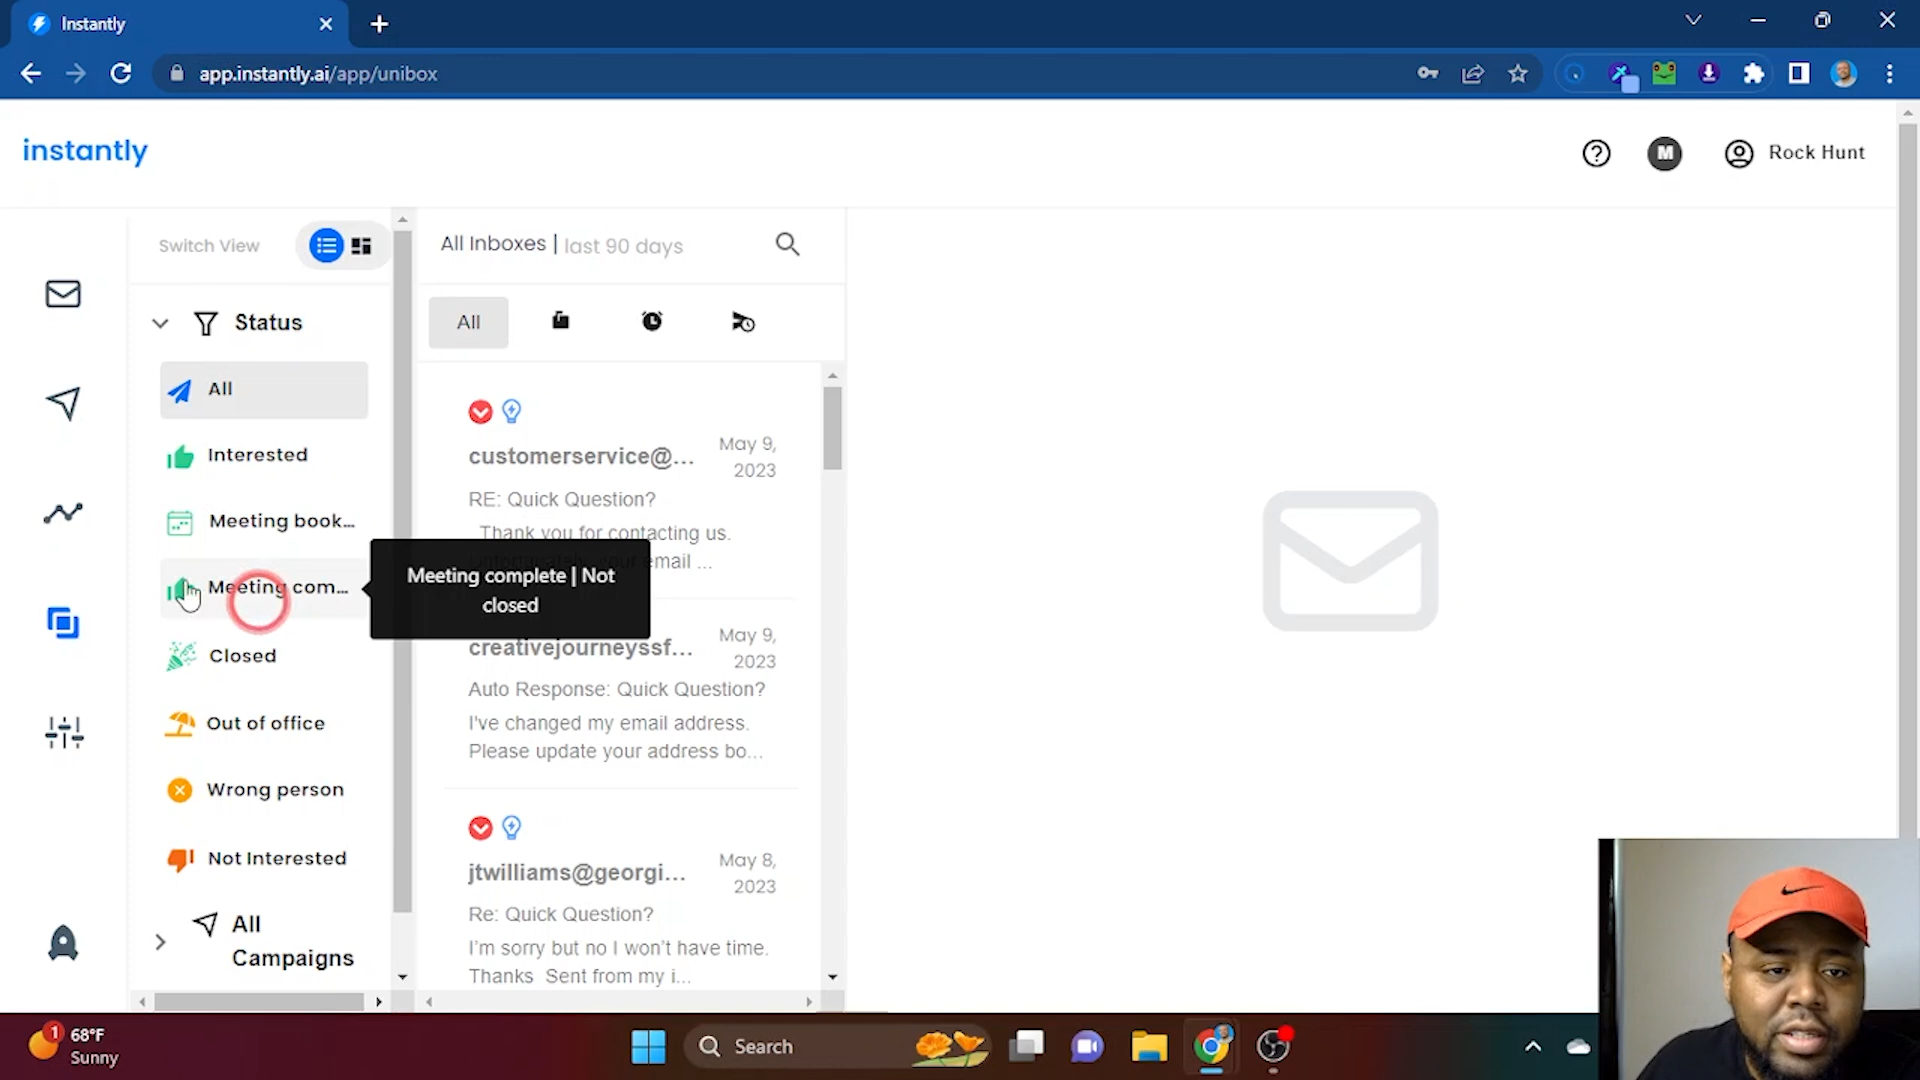 Instantly
app.instantly.ai/app/unibox
instantly
M
Rock Hunt
Switch View
Status
All
Interested
Meeting book...
Meeting com...
Closed
Out of office
Wrong person
Not Interested
All
Campaigns
All Inboxes | last 90 days
All
customerservice@...
May 9,
2023
RE: Quick Question?
Thank you for contacting us.
email ...
Meeting complete | Not
closed
creativejourneyssf...
May 9,
2023
Auto Response: Quick Question?
I've changed my email address.
Please update your address bo...
jtwilliams@georgi...
May 8,
2023
Re: Quick Question?
I'm sorry but no I won't have time.
Thanks Sent from my i...
1
68°F
Sunny
Search